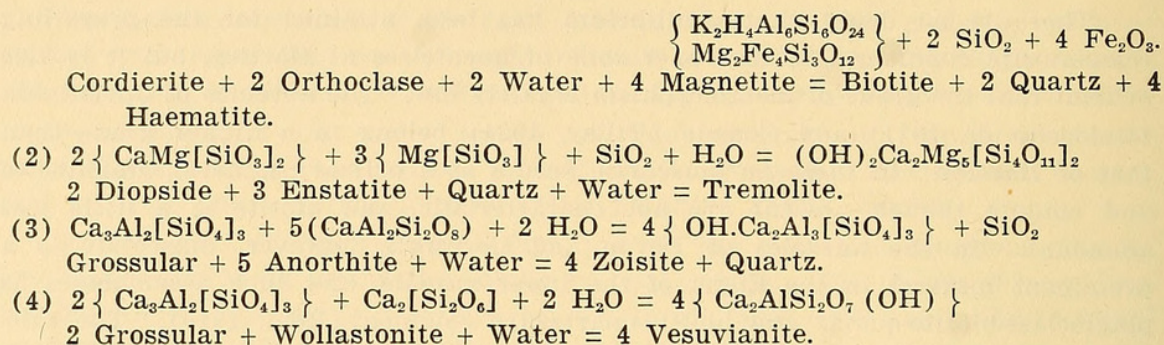 { K₂H₄Al₆Si₆O₂₄ }
{ Mg₂Fe₄Si₃O₁₂ } + 2 SiO₂ + 4 Fe₂O₃.
Cordierite + 2 Orthoclase + 2 Water + 4 Magnetite = Biotite + 2 Quartz + 4
Haematite.
(2) 2{ CaMg[SiO₃]₂ } + 3{ Mg[SiO₃] } + SiO₂ + H₂O = (OH)₂Ca₂Mg₅[Si₄O₁₁]₂
2 Diopside + 3 Enstatite + Quartz + Water = Tremolite.
(3) Ca₃Al₂[SiO₄]₃ + 5(CaAl₂Si₂O₈) + 2 H₂O = 4{ OH.Ca₂Al₃[SiO₄]₃ } + SiO₂
Grossular + 5 Anorthite + Water = 4 Zoisite + Quartz.
(4) 2{ Ca₃Al₂[SiO₄]₃ } + Ca₂[Si₂O₆] + 2 H₂O = 4{ Ca₂AlSi₂O₇ (OH) }
2 Grossular + Wollastonite + Water = 4 Vesuvianite.